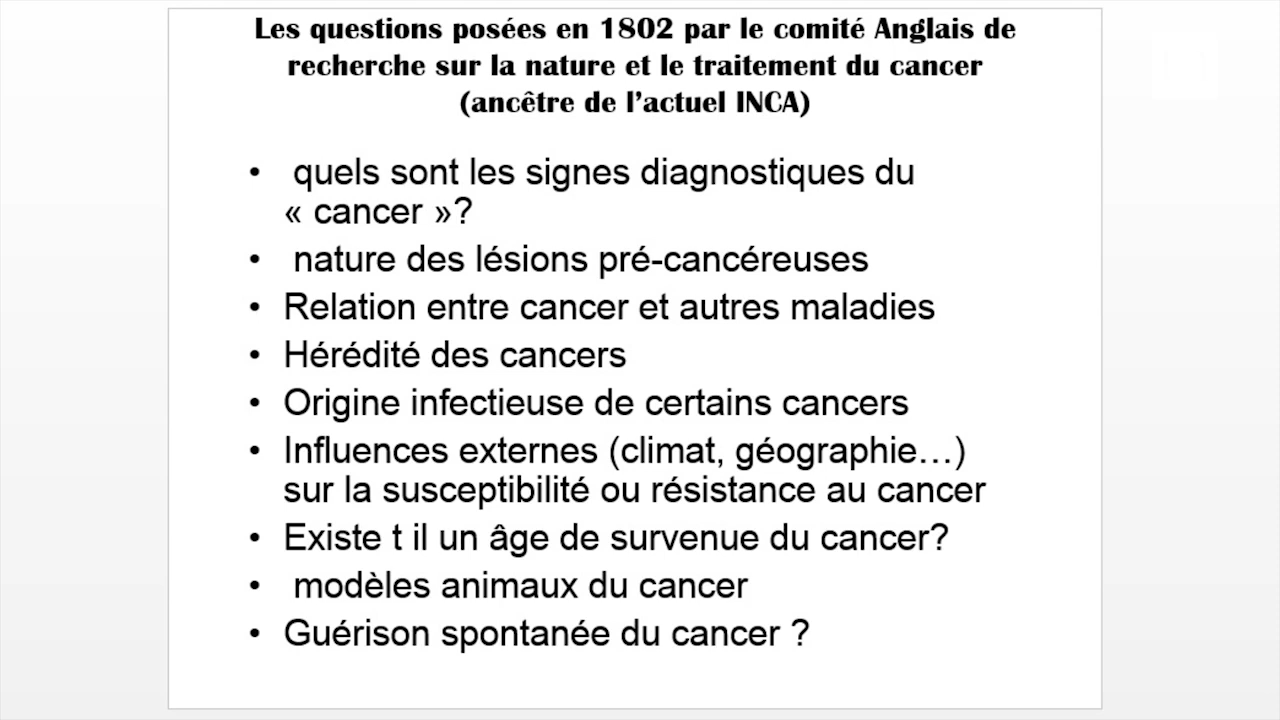 Les questions posées en 1802 par le comité Anglais de
recherche sur la nature et le traitement du cancer
(ancêtre de l’actuel INCA)
• quels sont les signes diagnostiques du
« cancer »?
• nature des lésions pré-cancéreuses
• Relation entre cancer et autres maladies
• Hérédité des cancers
• Origine infectieuse de certains cancers
• Influences externes (climat, géographie…)
sur la susceptibilité ou résistance au cancer
• Existe t il un âge de survenue du cancer?
• modèles animaux du cancer
• Guérison spontanée du cancer ?